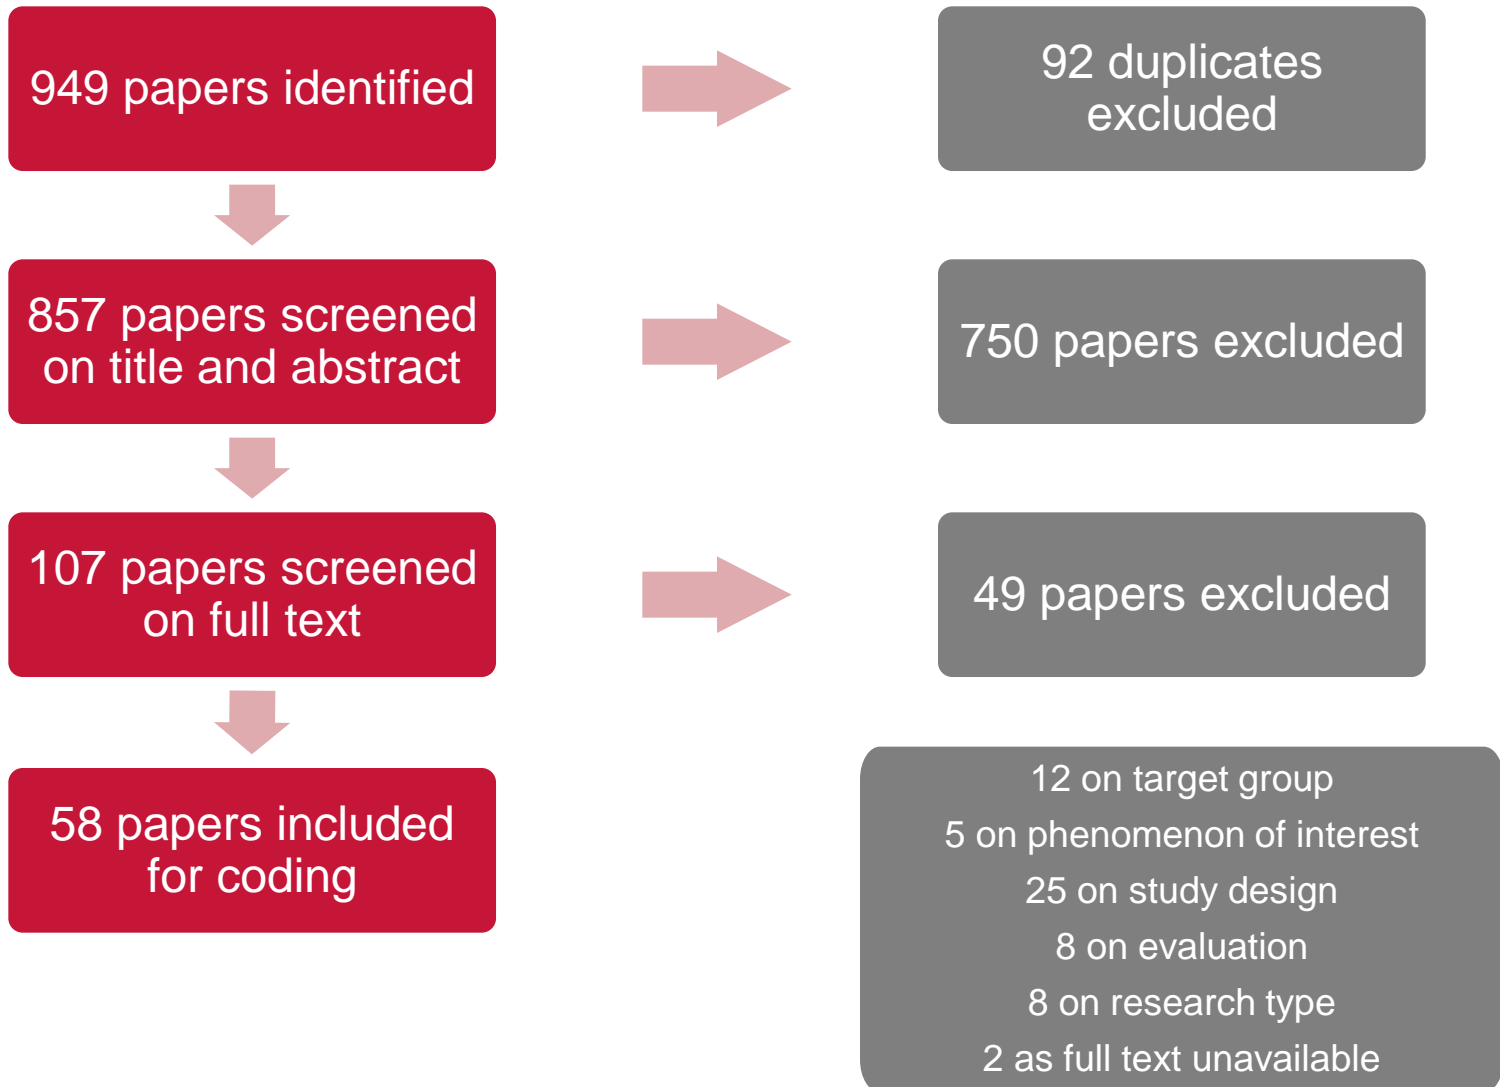 949 papers identified
92 duplicates
excluded
857 papers screened
on title and abstract
750 papers excluded
107 papers screened
on full text
49 papers excluded
58 papers included
for coding
12 on target group
5 on phenomenon of interest
25 on study design
8 on evaluation
8 on research type
2 as full text unavailable